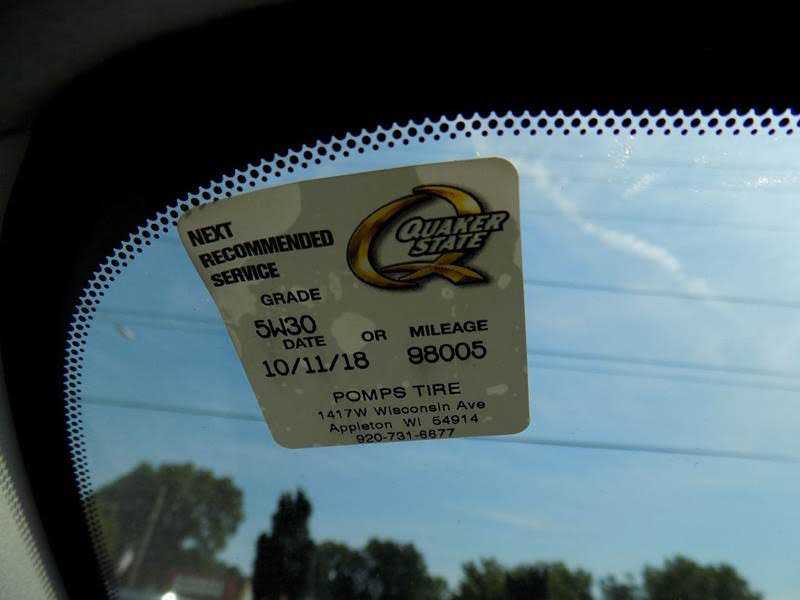 NEXT
RECOMMENDED
SERVICE
QUAKER
STATE
GRADE
5W30
DATE OR MILEAGE
10/11/18 98005
POMPS TIRE
1417W Wisconsin Ave
Appleton WI 54914
920-731-6677